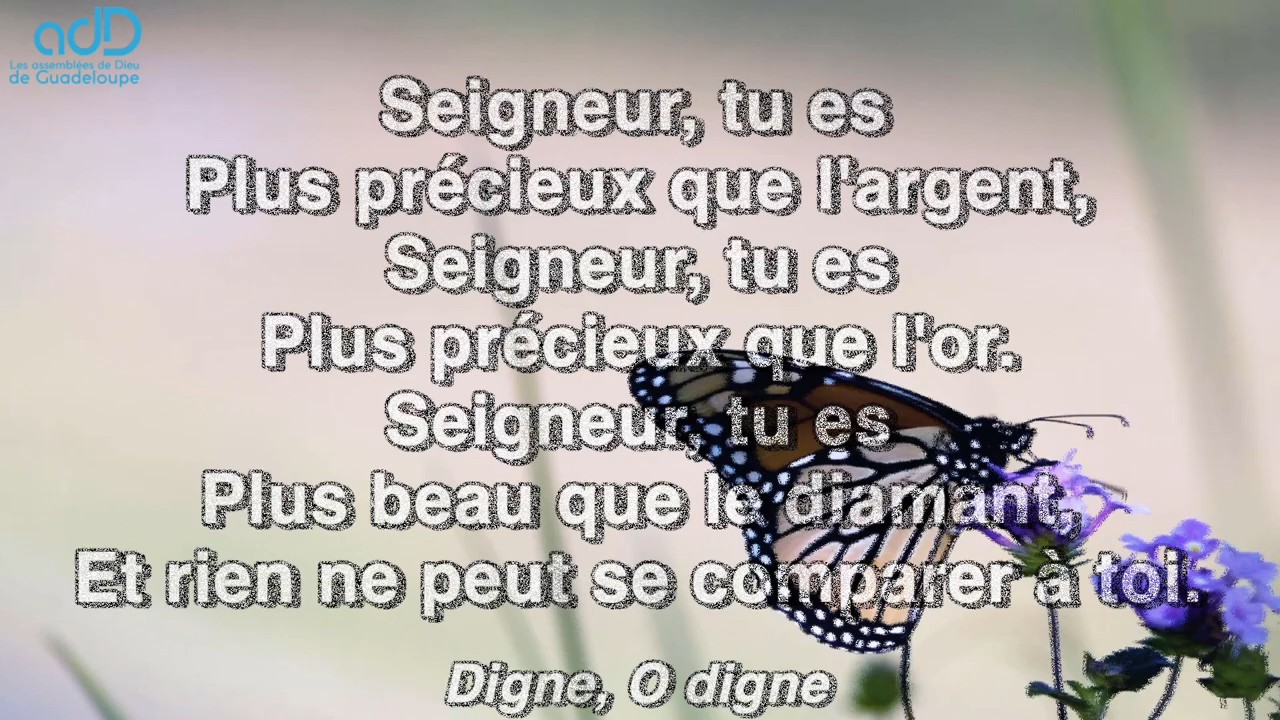 adD
Les assemblées de Dieu
de Guadeloupe
Seigneur, tu es
Plus précieux que l'argent,
Seigneur, tu es
Plus précieux que l'or.
Seigneur, tu es
Plus beau que le diamant,
Et rien ne peut se comparer à toi.
Digne, O digne